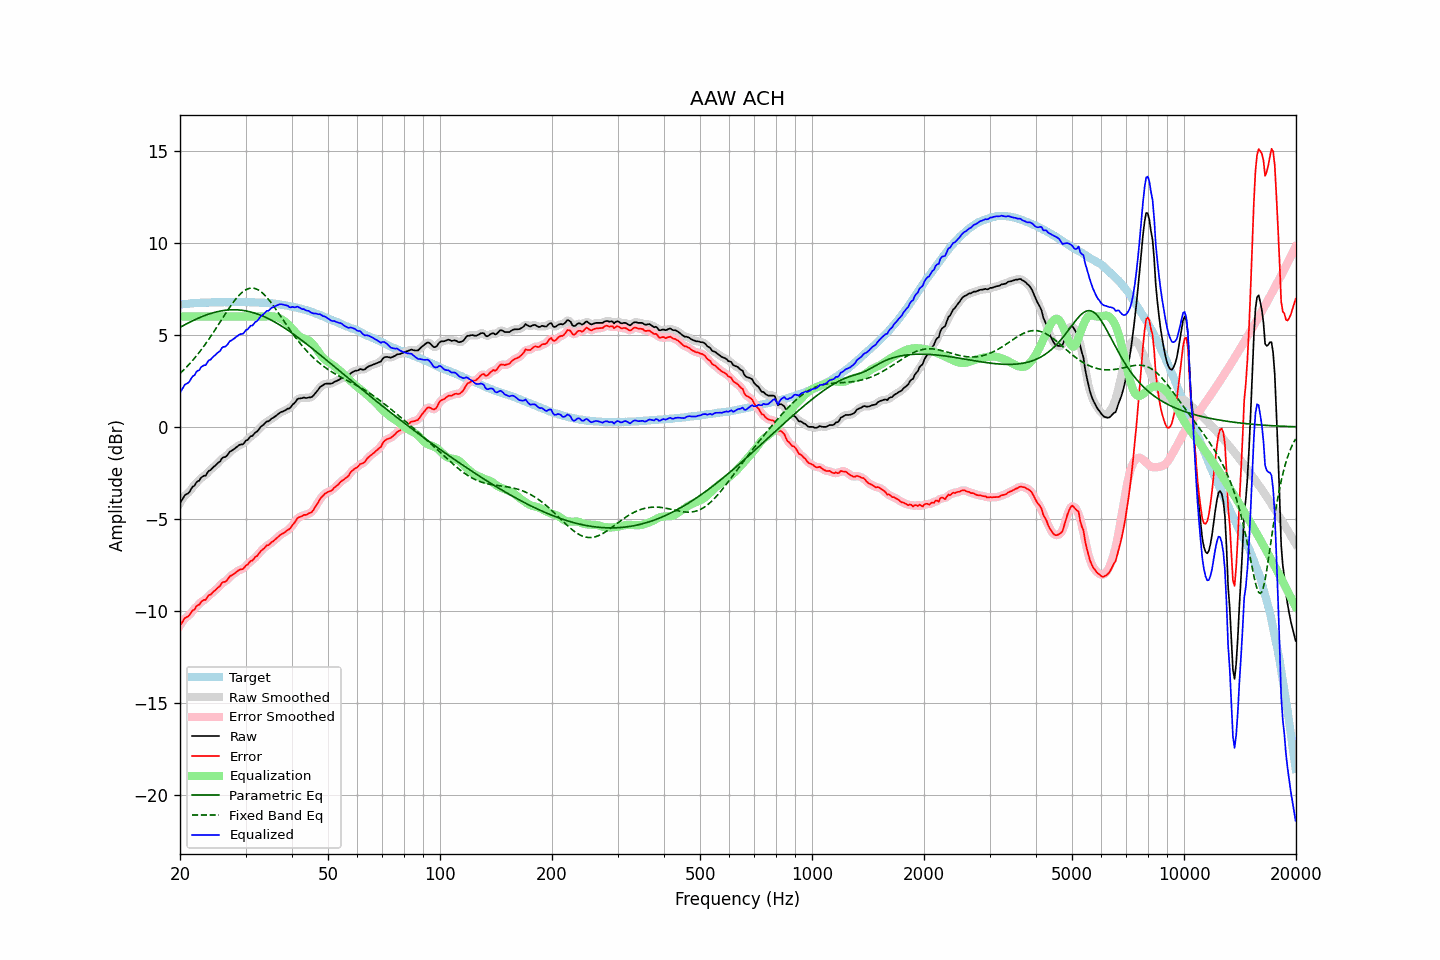 AAW ACH
Amplitude (dBr)
15
10
5
0
−5
−10
−15
−20
Target
Raw Smoothed
Error Smoothed
Raw
Error
Equalization
Parametric Eq
Fixed Band Eq
Equalized
20 50 100 200 500 1000 2000 5000 10000 20000
Frequency (Hz)